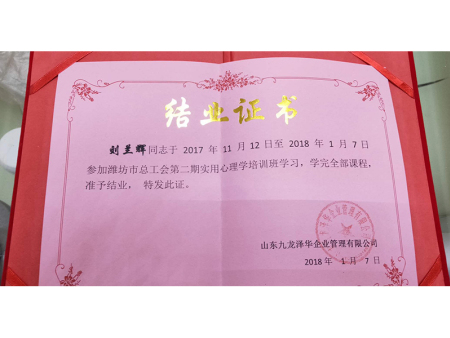 结业证书
刘兰辉同志于 2017 年 11 月 12 日至 2018 年 1 月 7 日
参加潍坊市总工会第二期实用心理学培训班学习，学完全部课程，
准予结业， 特发此证。
山东九龙泽华企业管理有限公司
2018 年 1 月 7 日